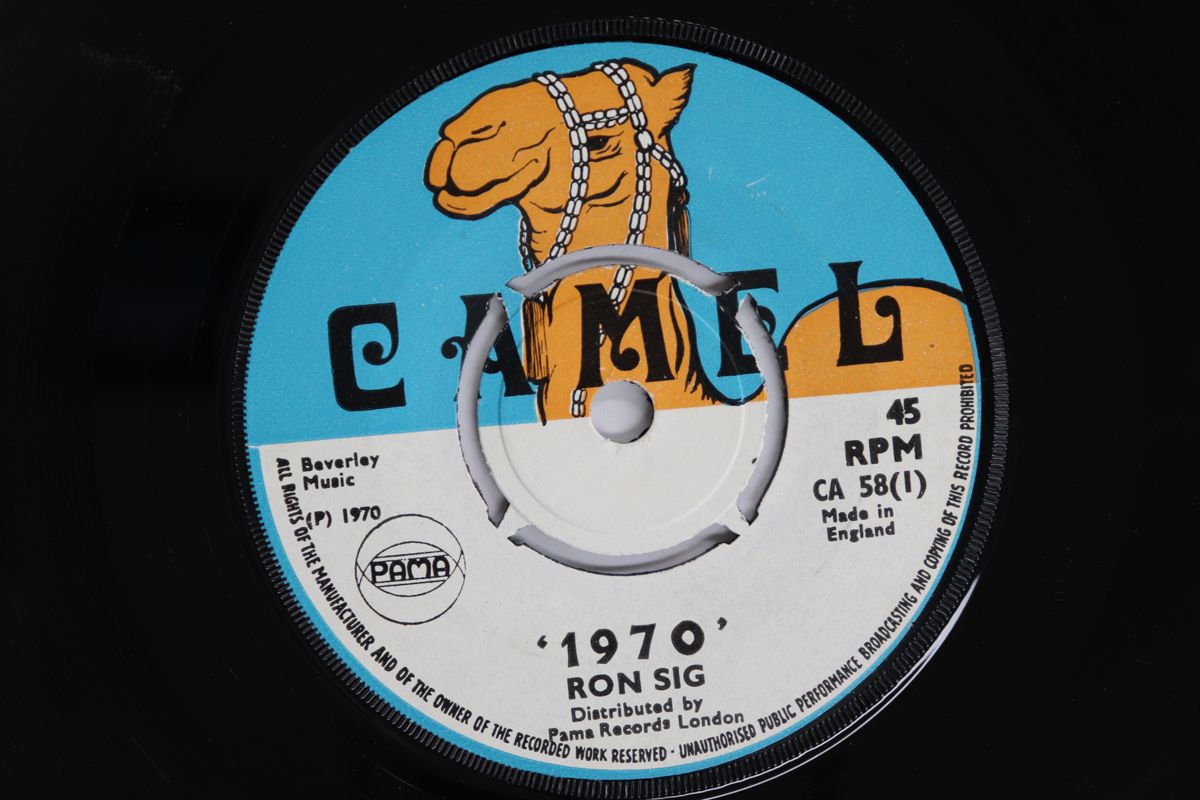 CAMEL
45
RPM
CA 58(1)
Made in
England
Beverley
Music
(P) 1970
PAMA
'1970'
RON SIG
Distributed by
Pama Records London
ALL RIGHTS OF THE MANUFACTURER AND OF THE OWNER OF THE RECORDED WORK RESERVED · UNAUTHORISED PUBLIC PERFORMANCE BROADCASTING AND COPYING OF THIS RECORD PROHIBITED